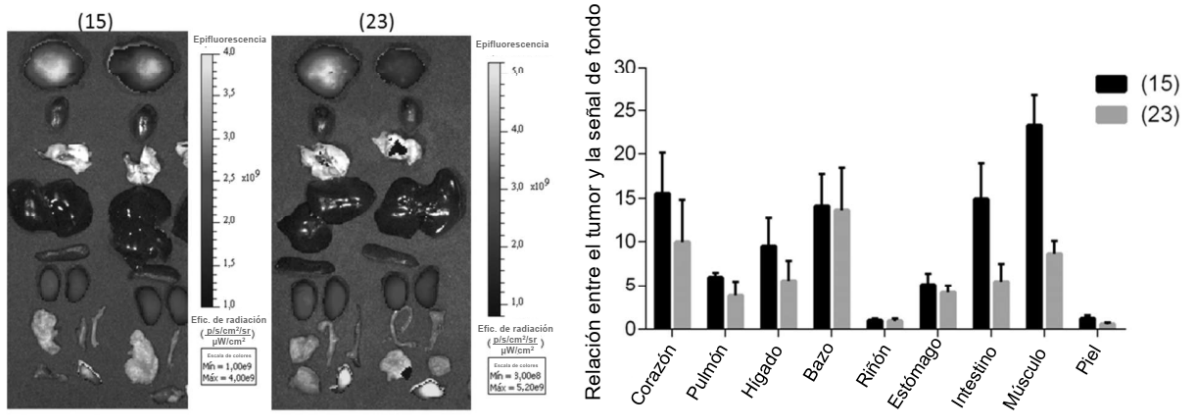 (15)
Epifluorescencia
4,0
3,5
3,0
2,5
x10⁹
2,0
1,5
1,0
Efic. de radiación
(p/s/cm²/sr
µW/cm²)
Escala de colores
Mín = 1,00e9
Máx = 4,00e9
(23)
Epifluorescencia
5,0
4,0
3,0
x10⁹
2,0
1,0
Efic. de radiación
(p/s/cm²/sr
µW/cm²)
Escala de colores
Mín = 3,00e8
Máx = 5,20e9
Relación entre el tumor y la señal de fondo
30
25
20
15
10
5
0
Corazón
Pulmón
Hígado
Bazo
Riñón
Estómago
Intestino
Músculo
Piel
(15)
(23)